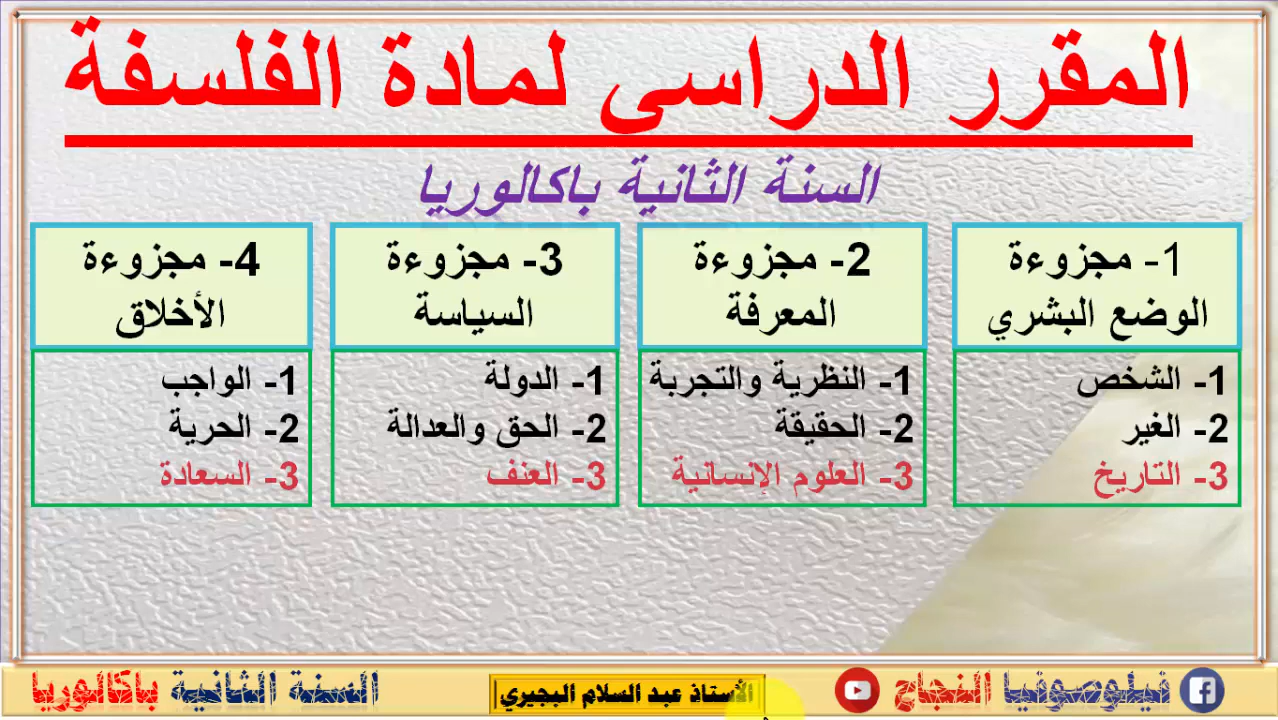 المقرر الدراسي لمادة الفلسفة
السنة الثانية باكالوريا
1- مجزوءة
الوضع البشري
1- الشخص
2- الغير
3- التاريخ
2- مجزوءة
المعرفة
1- النظرية والتجربة
2- الحقيقة
3- العلوم الإنسانية
3- مجزوءة
السياسة
1- الدولة
2- الحق والعدالة
3- العنف
4- مجزوءة
الأخلاق
1- الواجب
2- الحرية
3- السعادة
فيلوصوفيا النجاح
الأستاذ عبد السلام البجيري
السنة الثانية باكالوريا